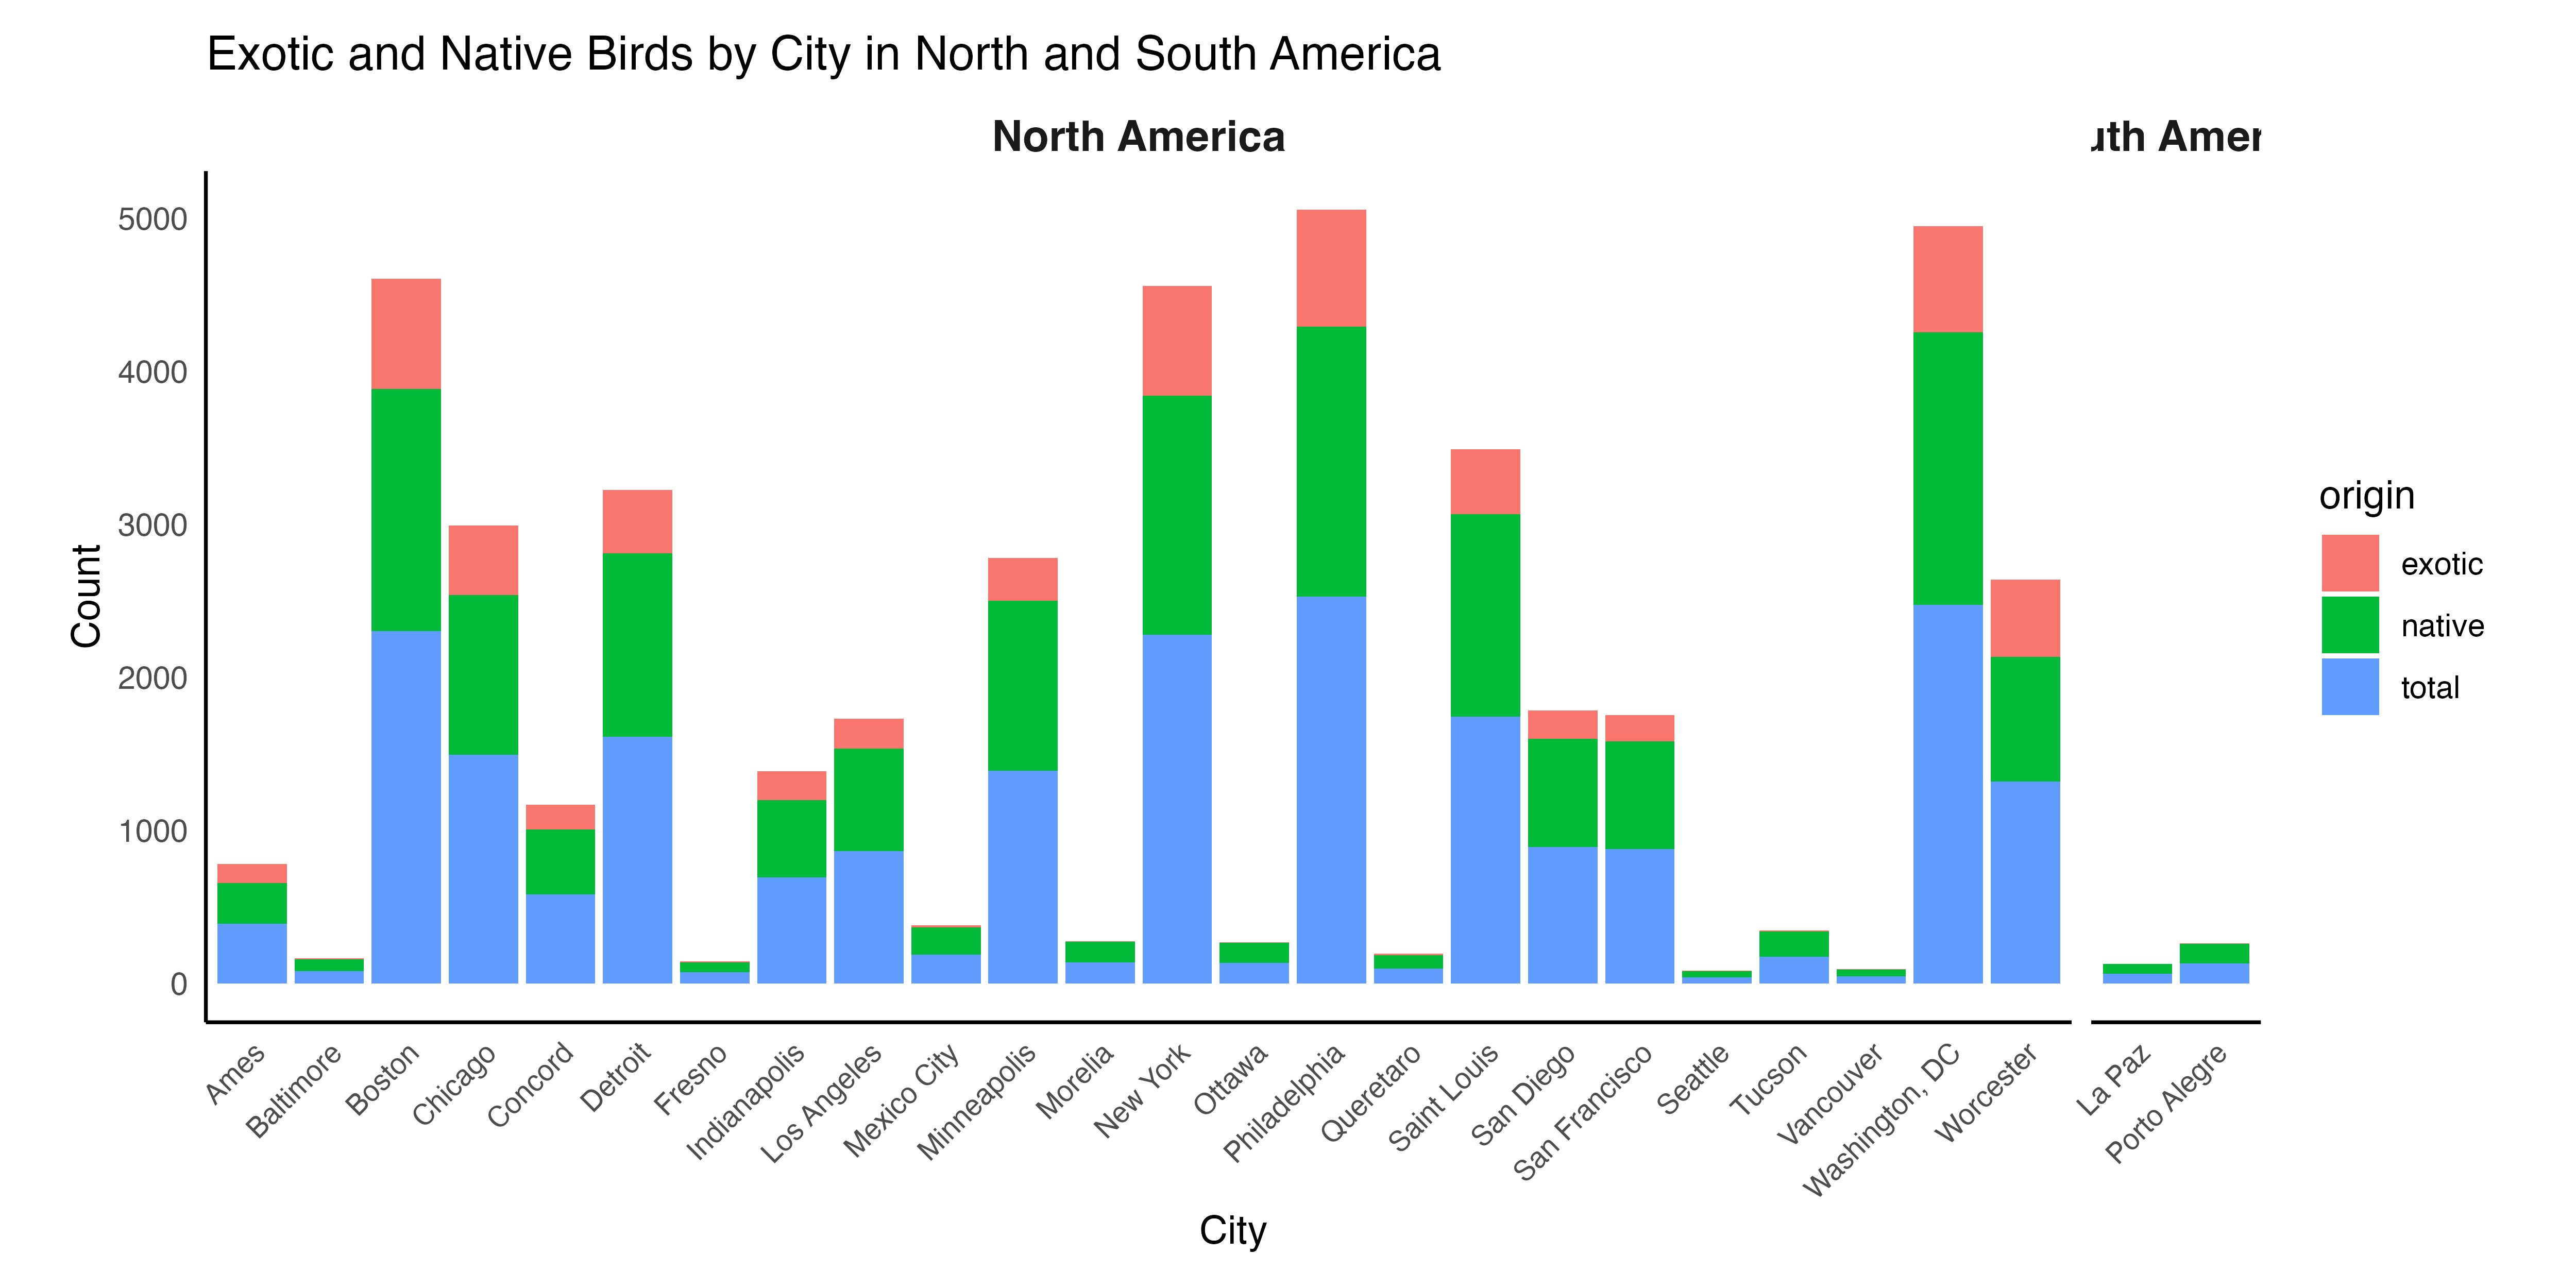 Exotic and Native Birds by City in North and South America
North America
uth Amer
5000
4000
3000
2000
1000
0
Count
Ames
Baltimore
Boston
Chicago
Concord
Detroit
Fresno
Indianapolis
Los Angeles
Mexico City
Minneapolis
Morelia
New York
Ottawa
Philadelphia
Queretaro
Saint Louis
San Diego
San Francisco
Seattle
Tucson
Vancouver
Washington, DC
Worcester
La Paz
Porto Alegre
City
origin
exotic
native
total